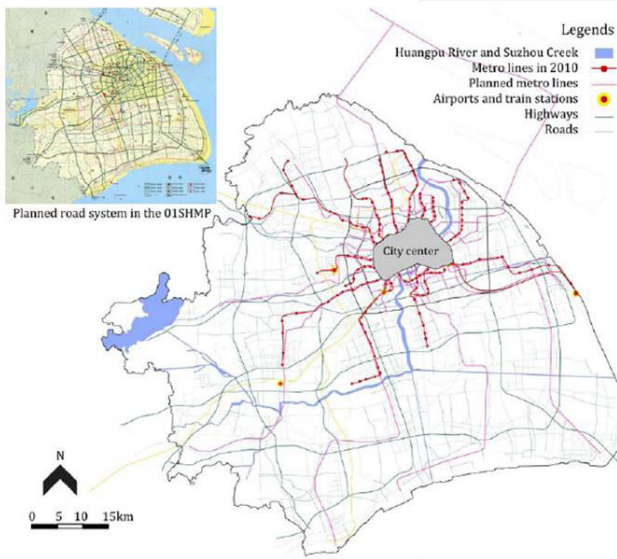 Legends
Huangpu River and Suzhou Creek
Metro lines in 2010
Planned metro lines
Airports and train stations
Highways
Roads
Planned road system in the 01SHMP
City center
N
0 5 10 15km